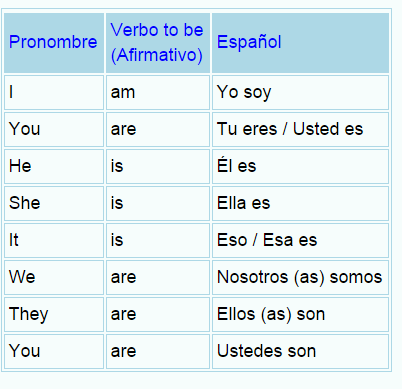 Pronombre Verbo to be (Afirmativo) Español
I am Yo soy
You are Tu eres / Usted es
He is Él es
She is Ella es
It is Eso / Esa es
We are Nosotros (as) somos
They are Ellos (as) son
You are Ustedes son